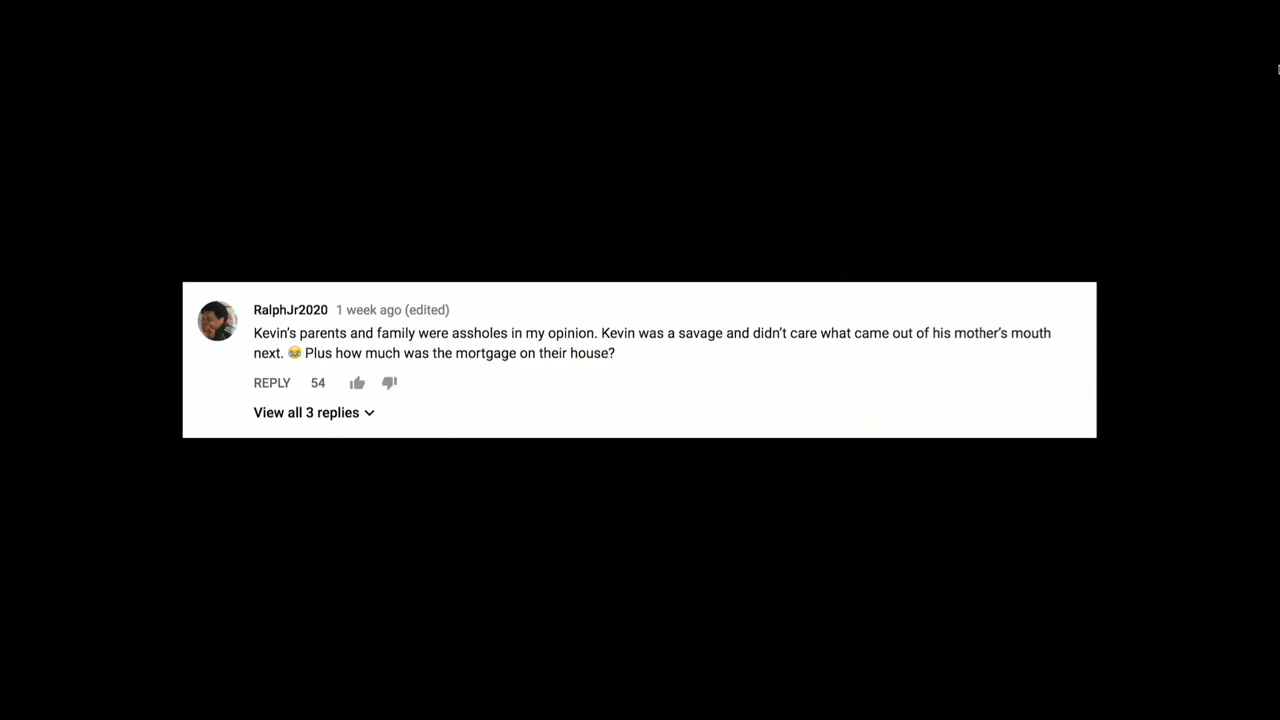 RalphJr2020 1 week ago (edited)
Kevin's parents and family were assholes in my opinion. Kevin was a savage and didn't care what came out of his mother's mouth
next. 😂 Plus how much was the mortgage on their house?
REPLY 54
View all 3 replies